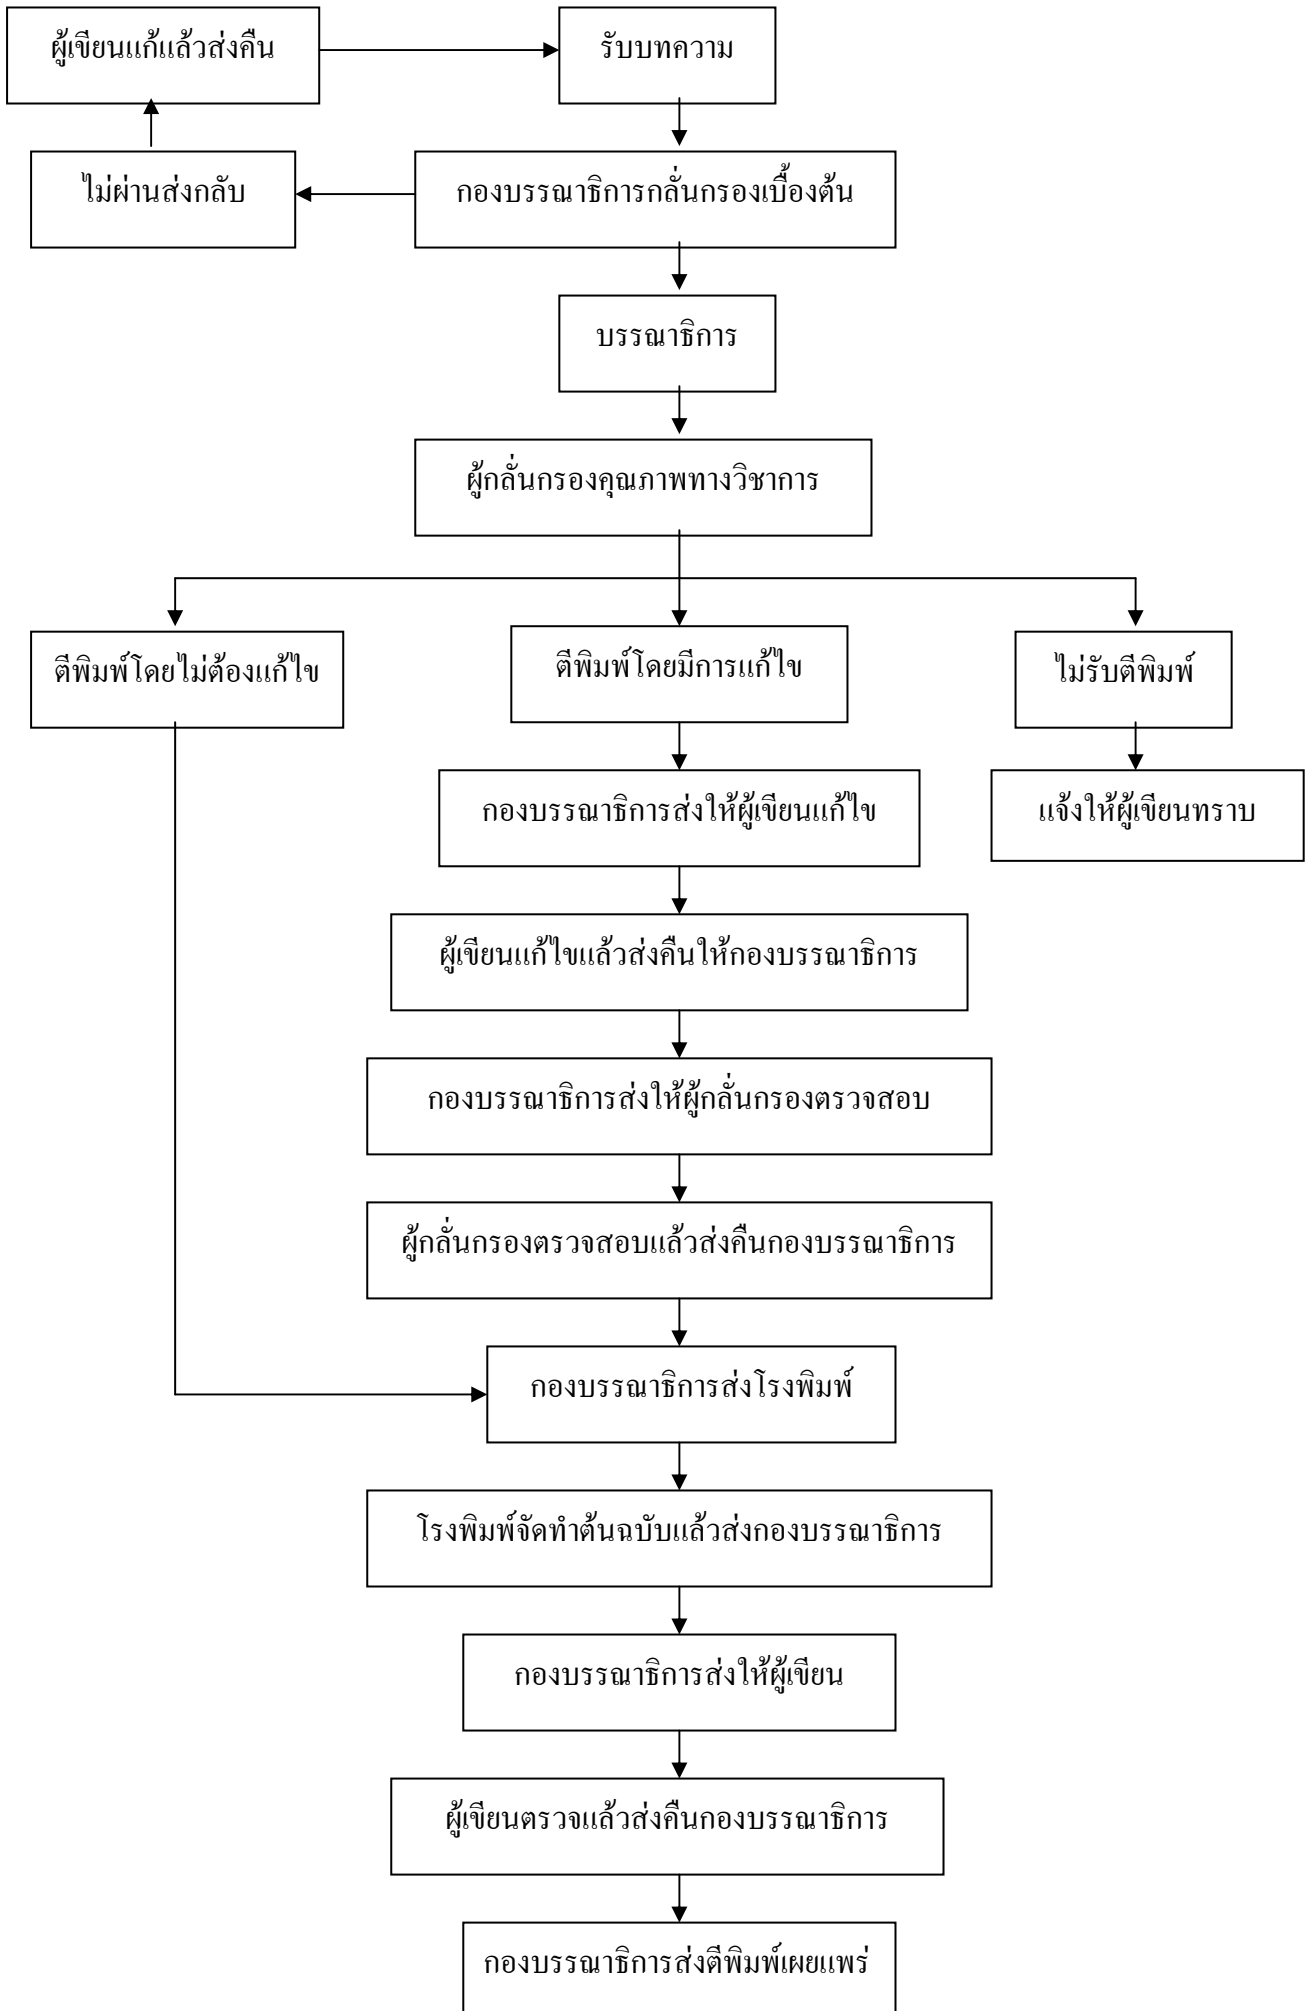 ผู้เขียนแก้แล้วส่งคืน
รับบทความ
ไม่ผ่านส่งกลับ
กองบรรณาธิการกลั่นกรองเบื้องต้น
บรรณาธิการ
ผู้กลั่นกรองคุณภาพทางวิชาการ
ตีพิมพ์โดยไม่ต้องแก้ไข
ตีพิมพ์โดยมีการแก้ไข
ไม่รับตีพิมพ์
กองบรรณาธิการส่งให้ผู้เขียนแก้ไข
แจ้งให้ผู้เขียนทราบ
ผู้เขียนแก้ไขแล้วส่งคืนให้กองบรรณาธิการ
กองบรรณาธิการส่งให้ผู้กลั่นกรองตรวจสอบ
ผู้กลั่นกรองตรวจสอบแล้วส่งคืนกองบรรณาธิการ
กองบรรณาธิการส่งโรงพิมพ์
โรงพิมพ์จัดทำต้นฉบับแล้วส่งกองบรรณาธิการ
กองบรรณาธิการส่งให้ผู้เขียน
ผู้เขียนตรวจแล้วส่งคืนกองบรรณาธิการ
กองบรรณาธิการส่งตีพิมพ์เผยแพร่